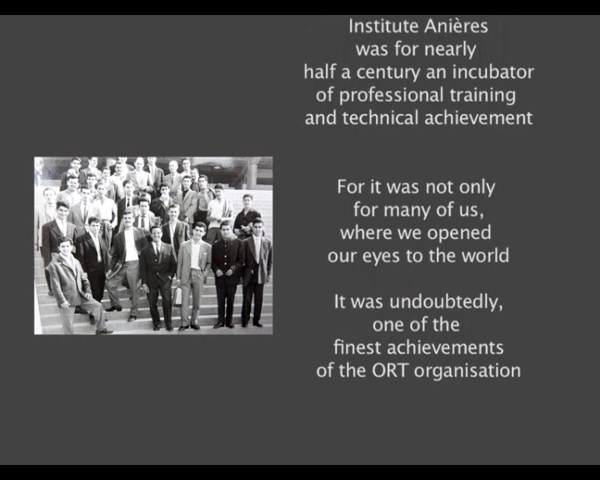 Institute Anières
was for nearly
half a century an incubator
of professional training
and technical achievement
For it was not only
for many of us,
where we opened
our eyes to the world
It was undoubtedly,
one of the
finest achievements
of the ORT organisation